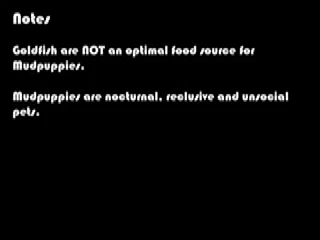 Notes
Goldfish are NOT an optimal food source for
Mudpuppies.
Mudpuppies are nocturnal, reclusive and unsocial
pets.